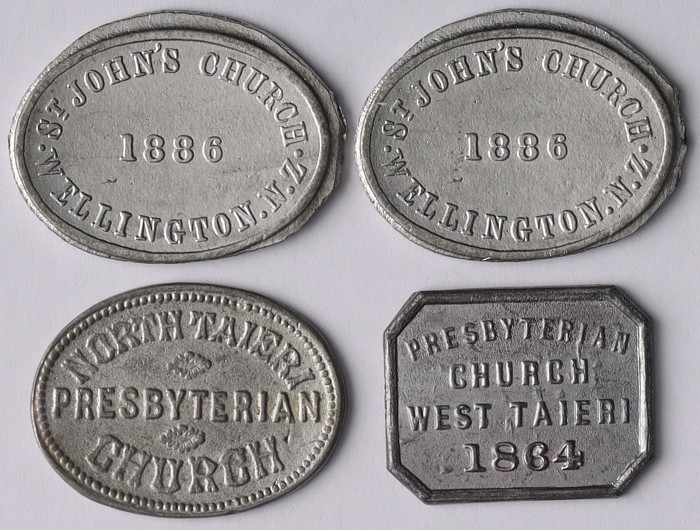 ST JOHN'S CHURCH
1886
WELLINGTON.N.Z.
ST JOHN'S CHURCH
1886
WELLINGTON.N.Z.
NORTH TAIERI
PRESBYTERIAN
CHURCH
PRESBYTERIAN
CHURCH
WEST TAIERI
1864